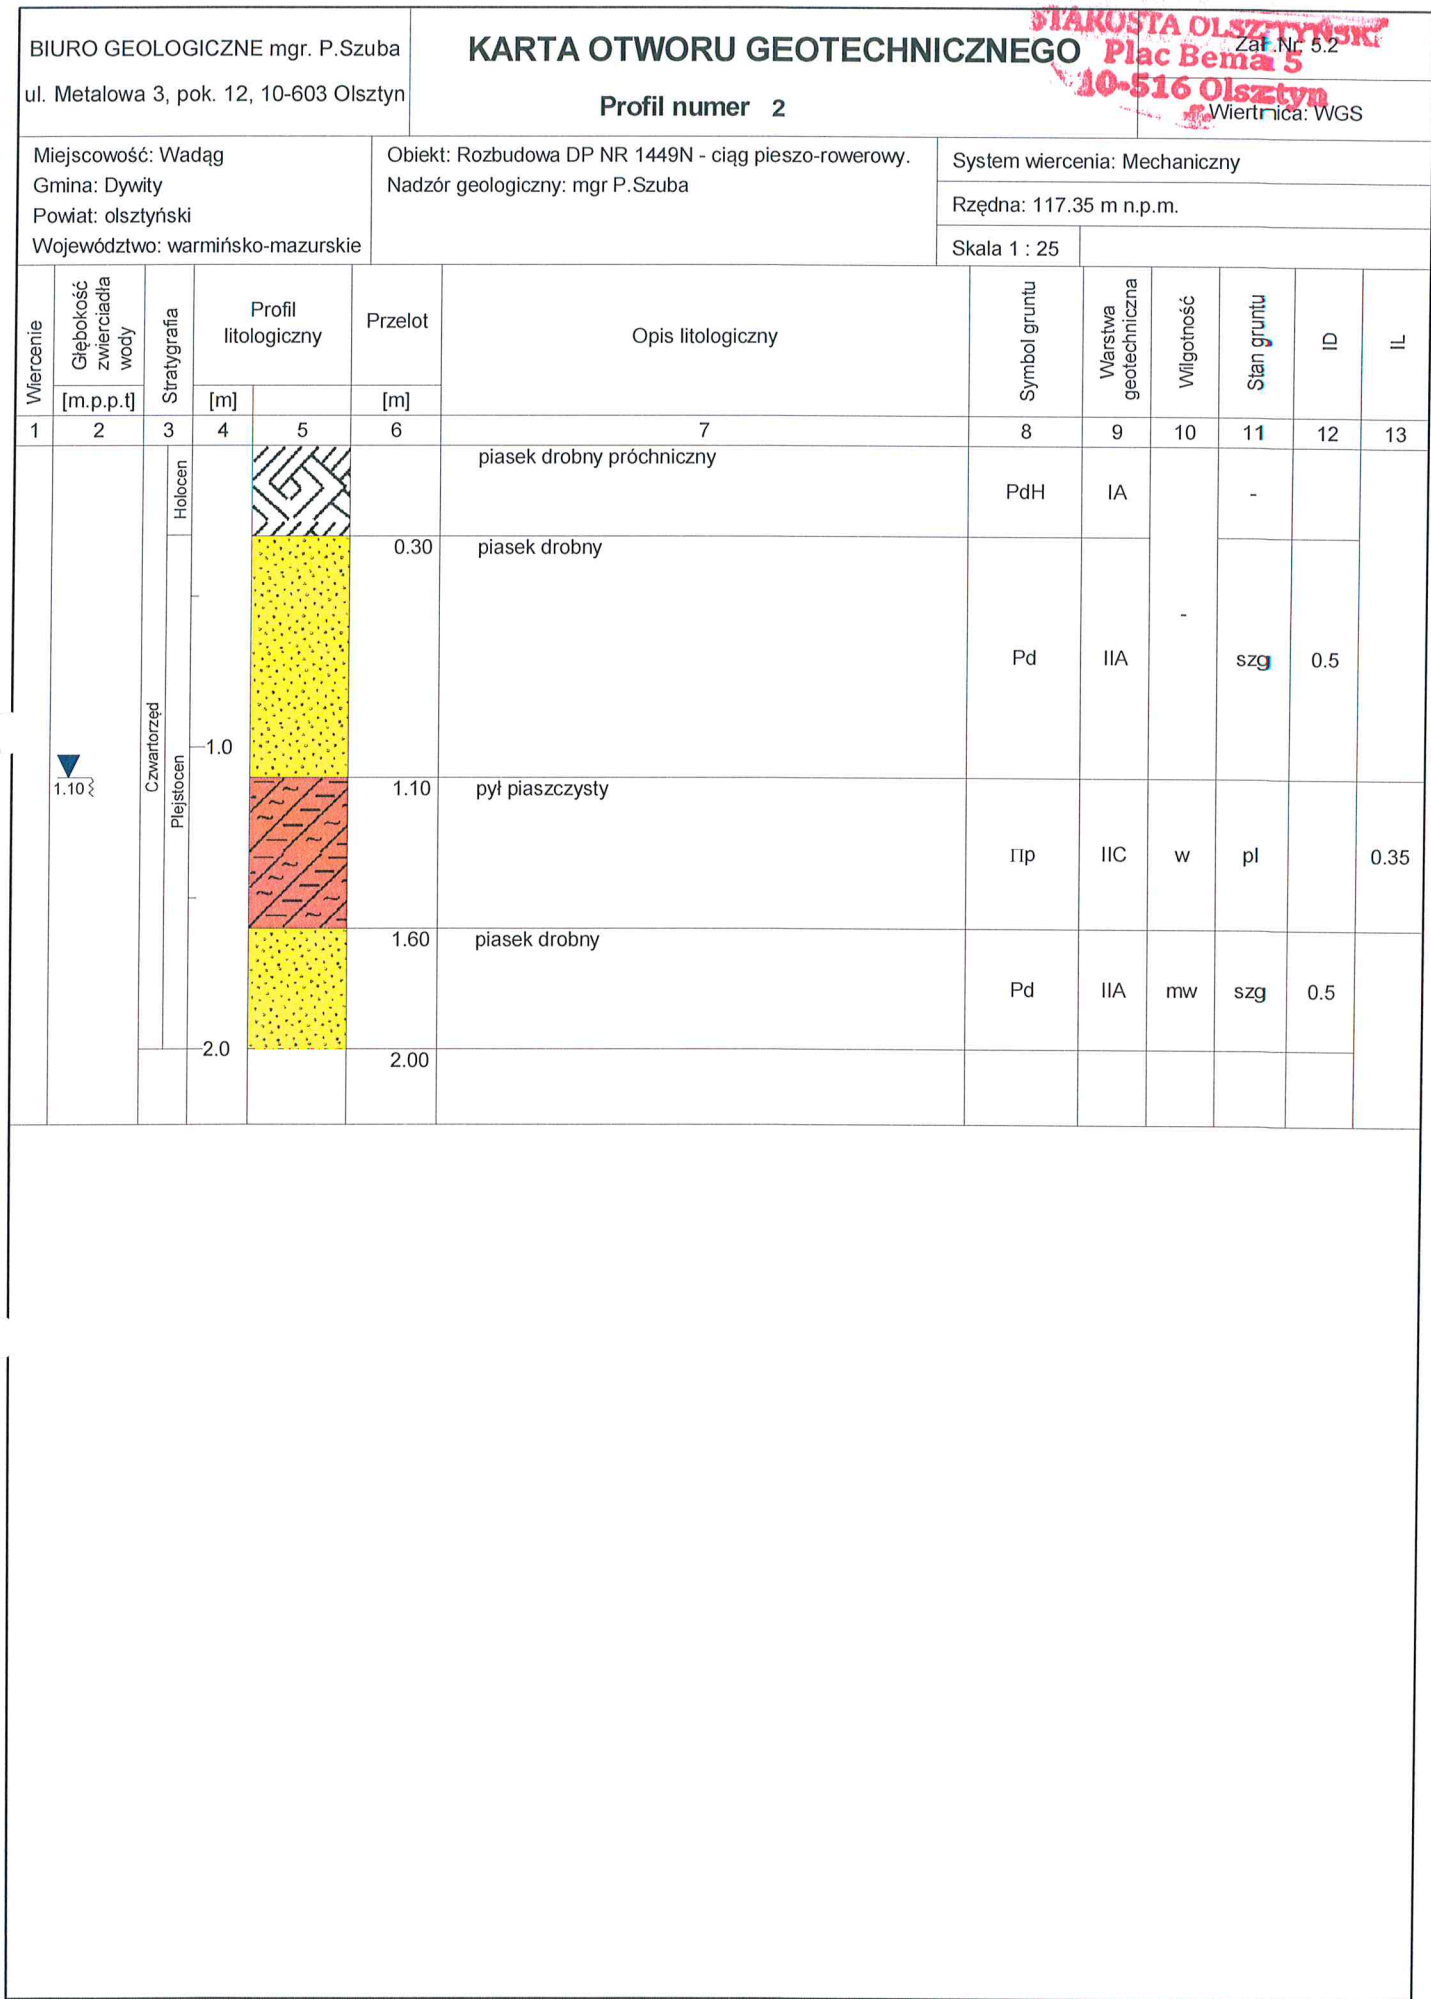 BIURO GEOLOGICZNE mgr. P.Szuba
ul. Metalowa 3, pok. 12, 10-603 Olsztyn
KARTA OTWORU GEOTECHNICZNEGO
Profil numer 2
STAROSTA OLSZTYŃSKI
Plac Bema 5
10-516 Olsztyn
Zał .Nr: 5.2
Wiertnica: WGS
Miejscowość: Wadąg
Gmina: Dywity
Powiat: olsztyński
Województwo: warmińsko-mazurskie
Obiekt: Rozbudowa DP NR 1449N - ciąg pieszo-rowerowy.
Nadzór geologiczny: mgr P.Szuba
System wiercenia: Mechaniczny
Rzędna: 117.35 m n.p.m.
Skala 1 : 25
Wiercenie
Głębokość
zwierciadła
wody
[m.p.p.t]
Stratygrafia
Profil
litologiczny
[m]
Przelot
[m]
Opis litologiczny
Symbol gruntu
Warstwa
geotechniczna
Wilgotność
Stan gruntu
ID
IL
1 2 3 4 5 6 7 8 9 10 11 12 13
Holocen
piasek drobny próchniczny
PdH IA -
0.30 piasek drobny
-
Pd IIA szg 0.5
Czwartorzęd
Plejstocen
1.0
1.10
1.10 pył piaszczysty
Πp IIC w pl 0.35
1.60 piasek drobny
Pd IIA mw szg 0.5
2.0
2.00